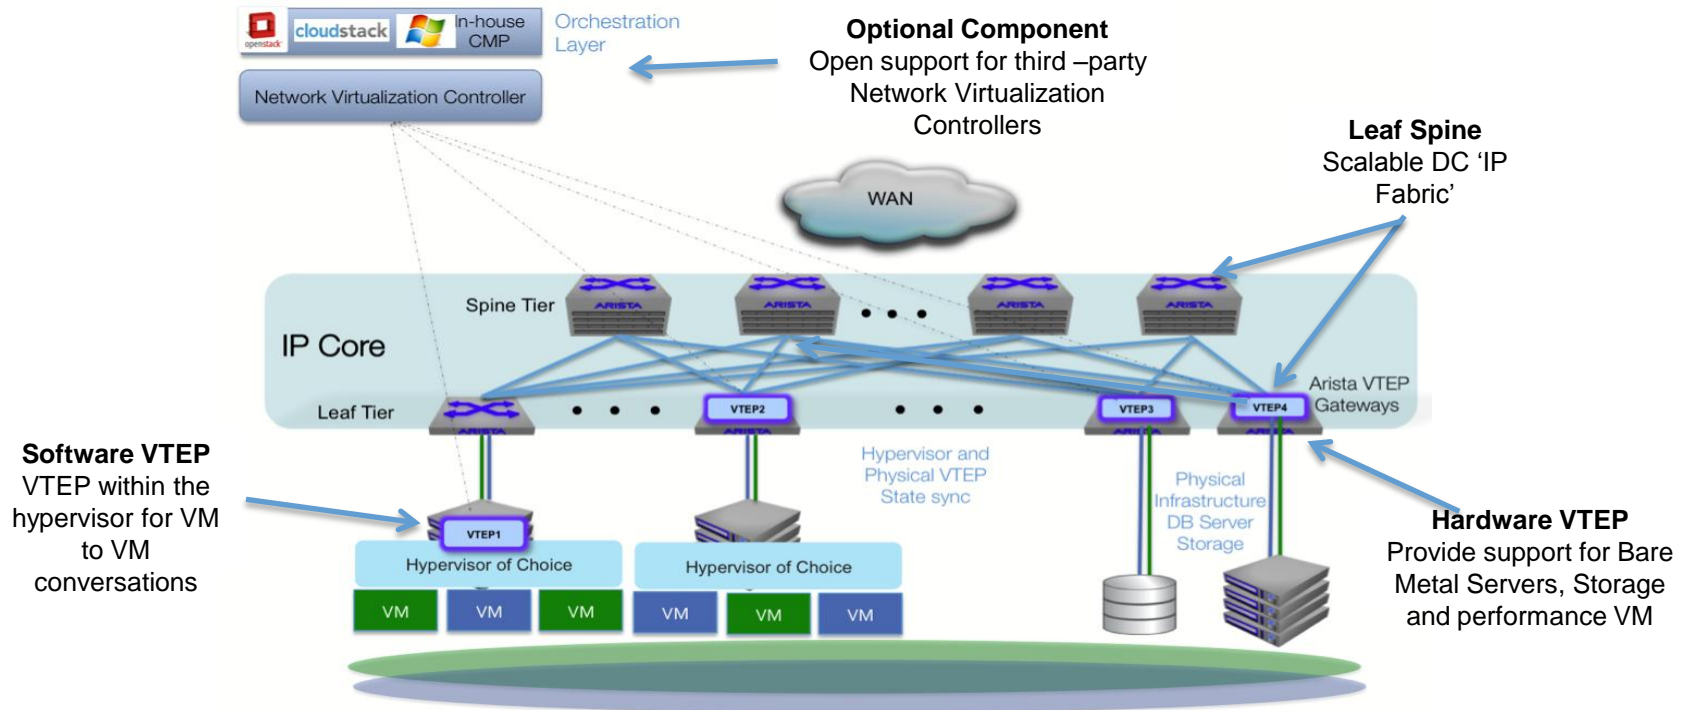 openstack
cloudstack
In-house
CMP
Orchestration
Layer
Network Virtualization Controller
Optional Component
Open support for third –party
Network Virtualization
Controllers
Leaf Spine
Scalable DC ‘IP
Fabric’
WAN
Spine Tier
ARISTA
ARISTA
ARISTA
ARISTA
IP Core
Leaf Tier
ARISTA
VTEP2
ARISTA
VTEP3
ARISTA
VTEP4
ARISTA
Arista VTEP
Gateways
Software VTEP
VTEP within the
hypervisor for VM
to VM
conversations
Hypervisor and
Physical VTEP
State sync
Physical
Infrastructure
DB Server
Storage
Hardware VTEP
Provide support for Bare
Metal Servers, Storage
and performance VM
VTEP1
Hypervisor of Choice
Hypervisor of Choice
VM
VM
VM
VM
VM
VM